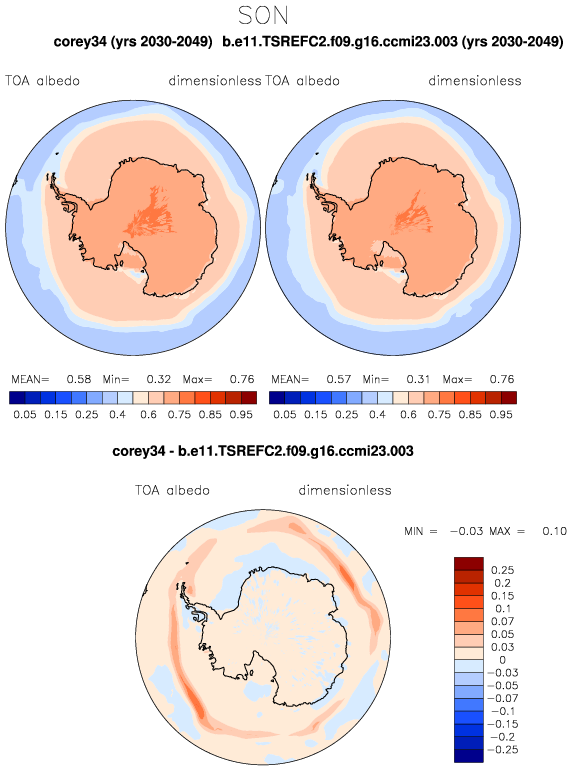 SON
corey34 (yrs 2030-2049) b.e11.TSREFC2.f09.g16.ccmi23.003 (yrs 2030-2049)
TOA albedo dimensionless TOA albedo dimensionless
MEAN= 0.58 Min= 0.32 Max= 0.76 MEAN= 0.57 Min= 0.31 Max= 0.76
0.05 0.15 0.25 0.4 0.6 0.75 0.85 0.95 0.05 0.15 0.25 0.4 0.6 0.75 0.85 0.95
corey34 - b.e11.TSREFC2.f09.g16.ccmi23.003
TOA albedo dimensionless
MIN = -0.03 MAX = 0.10
0.25
0.2
0.15
0.1
0.07
0.05
0.03
0
-0.03
-0.05
-0.07
-0.1
-0.15
-0.2
-0.25